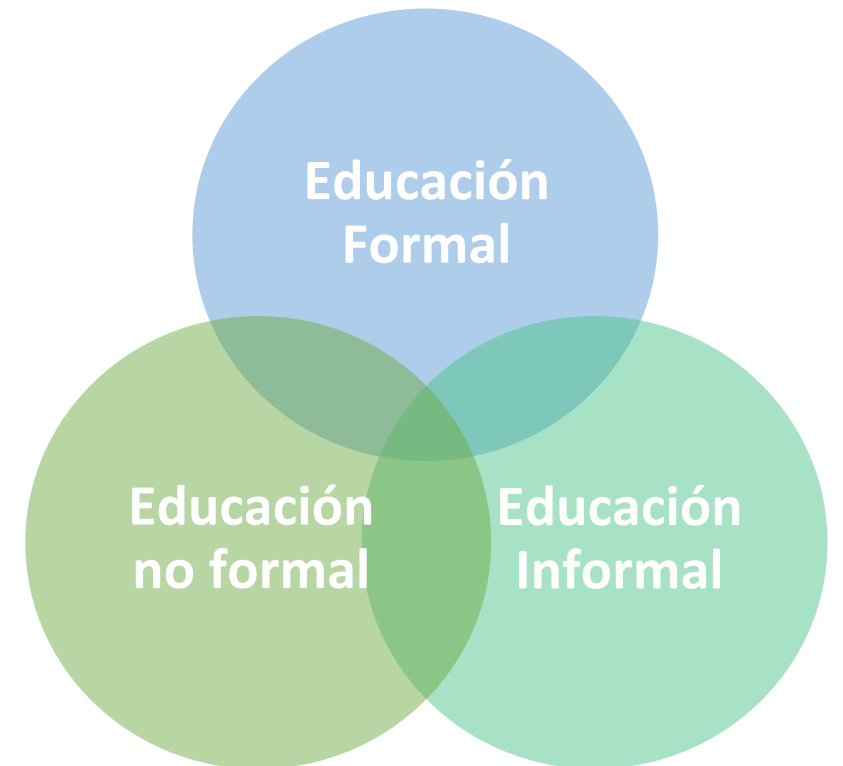 Educación
Formal
Educación
no formal
Educación
Informal